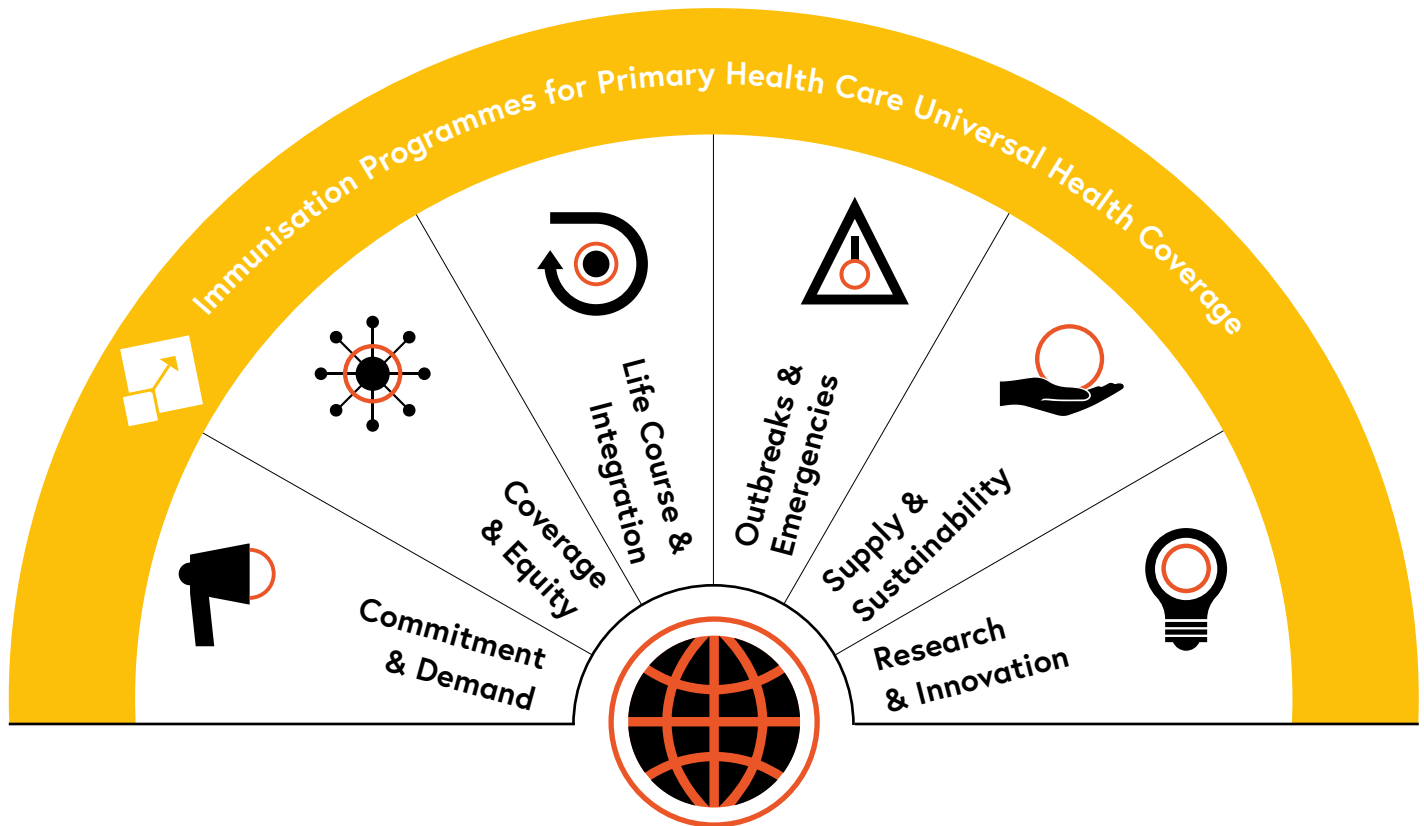 Immunisation Programmes for Primary Health Care Universal Health Coverage
Commitment
& Demand
Coverage
& Equity
Life Course &
Integration
Outbreaks &
Emergencies
Supply &
Sustainability
Research
& Innovation